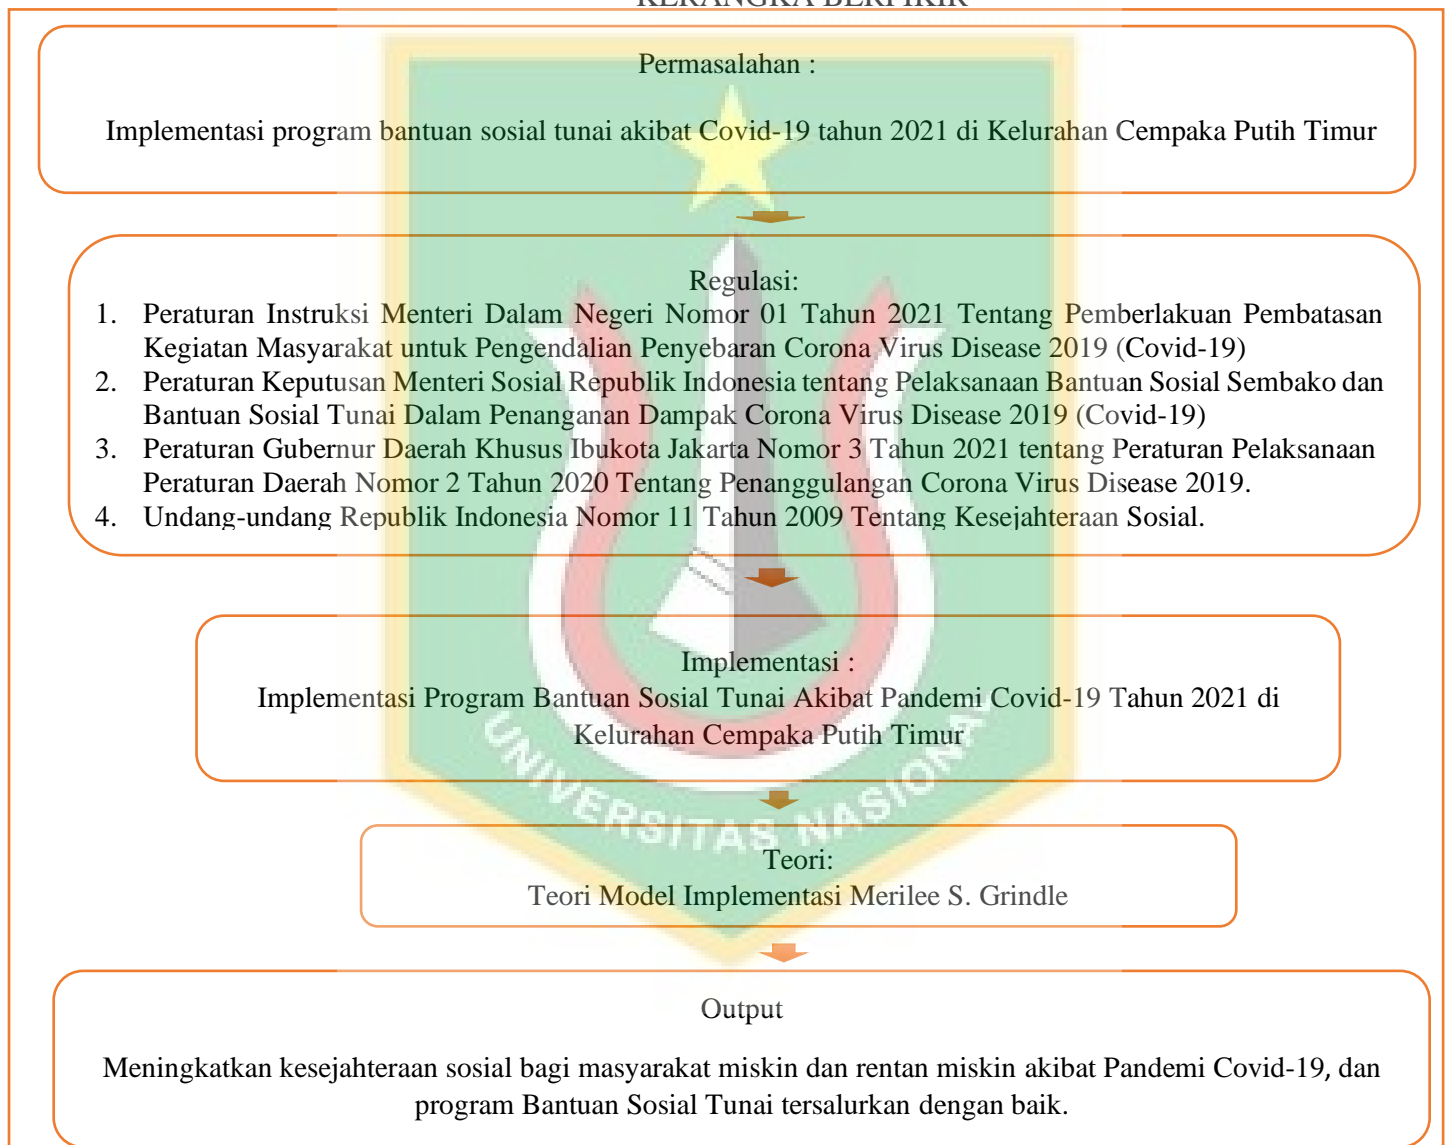 KERANGKA BERPIKIR
Permasalahan :
Implementasi program bantuan sosial tunai akibat Covid-19 tahun 2021 di Kelurahan Cempaka Putih Timur
Regulasi:
1. Peraturan Instruksi Menteri Dalam Negeri Nomor 01 Tahun 2021 Tentang Pemberlakuan Pembatasan
Kegiatan Masyarakat untuk Pengendalian Penyebaran Corona Virus Disease 2019 (Covid-19)
2. Peraturan Keputusan Menteri Sosial Republik Indonesia tentang Pelaksanaan Bantuan Sosial Sembako dan
Bantuan Sosial Tunai Dalam Penanganan Dampak Corona Virus Disease 2019 (Covid-19)
3. Peraturan Gubernur Daerah Khusus Ibukota Jakarta Nomor 3 Tahun 2021 tentang Peraturan Pelaksanaan
Peraturan Daerah Nomor 2 Tahun 2020 Tentang Penanggulangan Corona Virus Disease 2019.
4. Undang-undang Republik Indonesia Nomor 11 Tahun 2009 Tentang Kesejahteraan Sosial.
Implementasi :
Implementasi Program Bantuan Sosial Tunai Akibat Pandemi Covid-19 Tahun 2021 di
Kelurahan Cempaka Putih Timur
UNIVERSITAS NASIONAL
Teori:
Teori Model Implementasi Merilee S. Grindle
Output
Meningkatkan kesejahteraan sosial bagi masyarakat miskin dan rentan miskin akibat Pandemi Covid-19, dan
program Bantuan Sosial Tunai tersalurkan dengan baik.